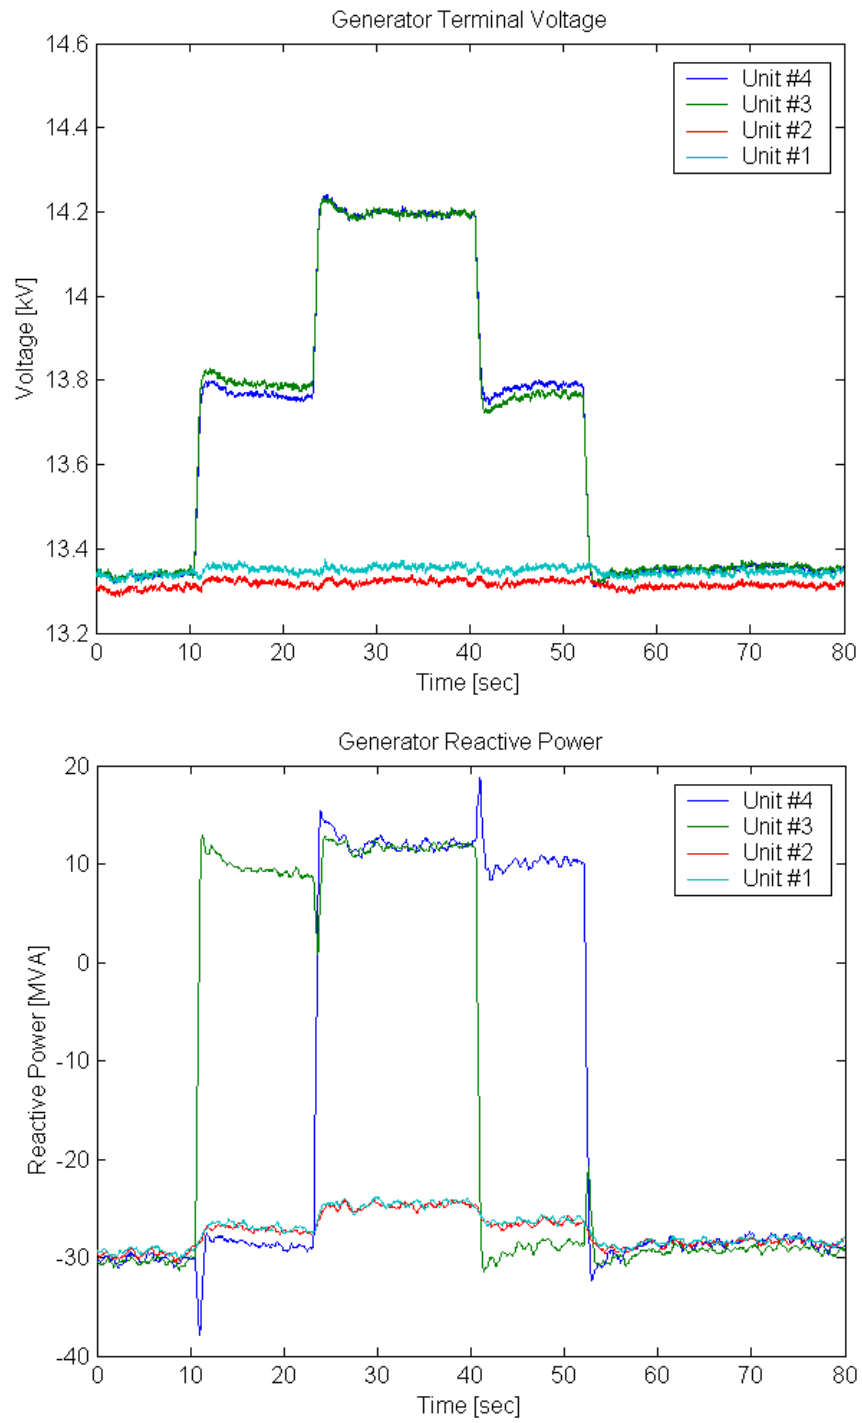 Generator Terminal Voltage
14.6
14.4
14.2
14
13.8
13.6
13.4
13.2
Voltage [kV]
Unit #4
Unit #3
Unit #2
Unit #1
0 10 20 30 40 50 60 70 80
Time [sec]
Generator Reactive Power
20
10
0
-10
-20
-30
-40
Reactive Power [MVA]
Unit #4
Unit #3
Unit #2
Unit #1
0 10 20 30 40 50 60 70 80
Time [sec]